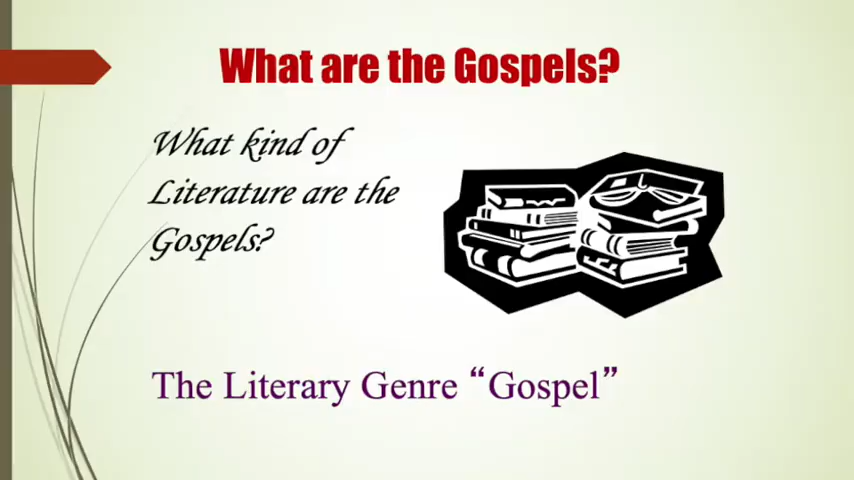 What are the Gospels?
What kind of
Literature are the
Gospels?
The Literary Genre “Gospel”